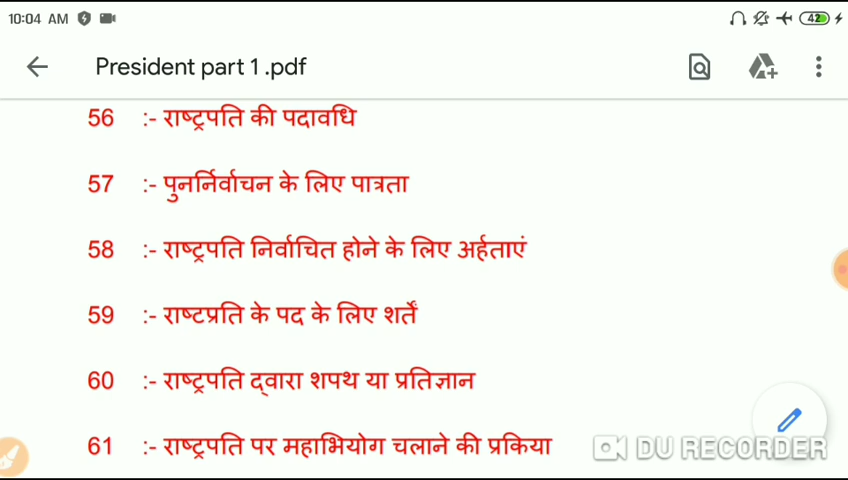 10:04 AM 42
President part 1 .pdf
56 :- राष्ट्रपति की पदावधि
57 :- पुनर्निर्वाचन के लिए पात्रता
58 :- राष्ट्रपति निर्वाचित होने के लिए अर्हताएं
59 :- राष्टप्रति के पद के लिए शर्तें
60 :- राष्ट्रपति द्वारा शपथ या प्रतिज्ञान
61 :- राष्ट्रपति पर महाभियोग चलाने की प्रकिया
DU RECORDER